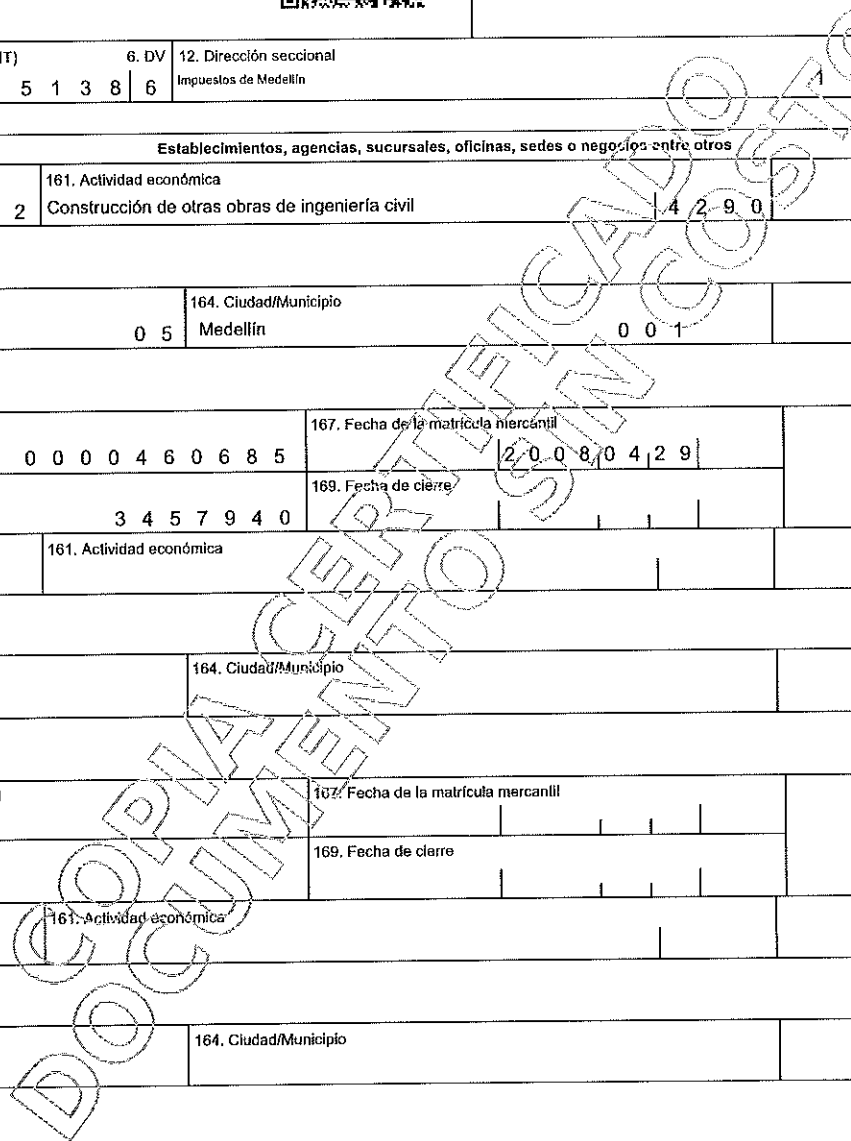 IT) 6. DV 12. Dirección seccional
5 1 3 8 6 Impuestos de Medellín 1
Establecimientos, agencias, sucursales, oficinas, sedes o negocios entre otros
161. Actividad económica
2 Construcción de otras obras de ingeniería civil 4 2 9 0
164. Ciudad/Municipio
0 5 Medellín 0 0 1
167. Fecha de la matrícula mercantil
0 0 0 0 4 6 0 6 8 5 2 0 0 8 0 4 2 9
169. Fecha de cierre
3 4 5 7 9 4 0
161. Actividad económica
164. Ciudad/Municipio
167. Fecha de la matrícula mercantil
169. Fecha de cierre
161. Actividad económica
164. Ciudad/Municipio
COPIA CERTIFICADO
DOCUMENTO SIN COSTO